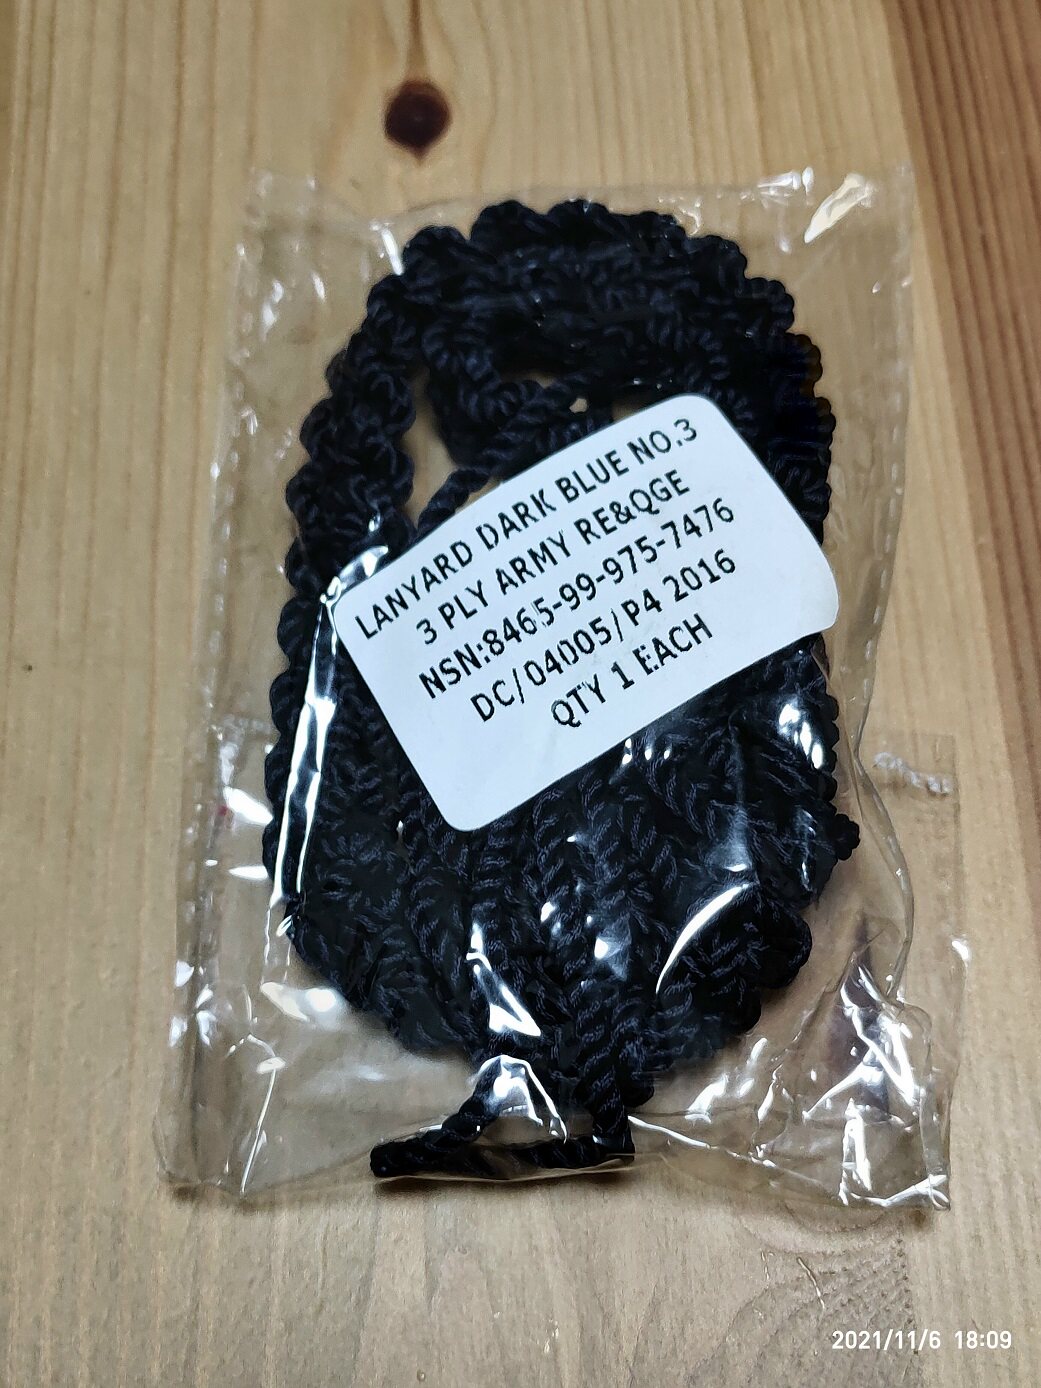 LANYARD DARK BLUE NO.3
3 PLY ARMY RE&QGE
NSN:8465-99-975-7476
DC/04005/P4 2016
QTY 1 EACH
2021/11/6 18:09